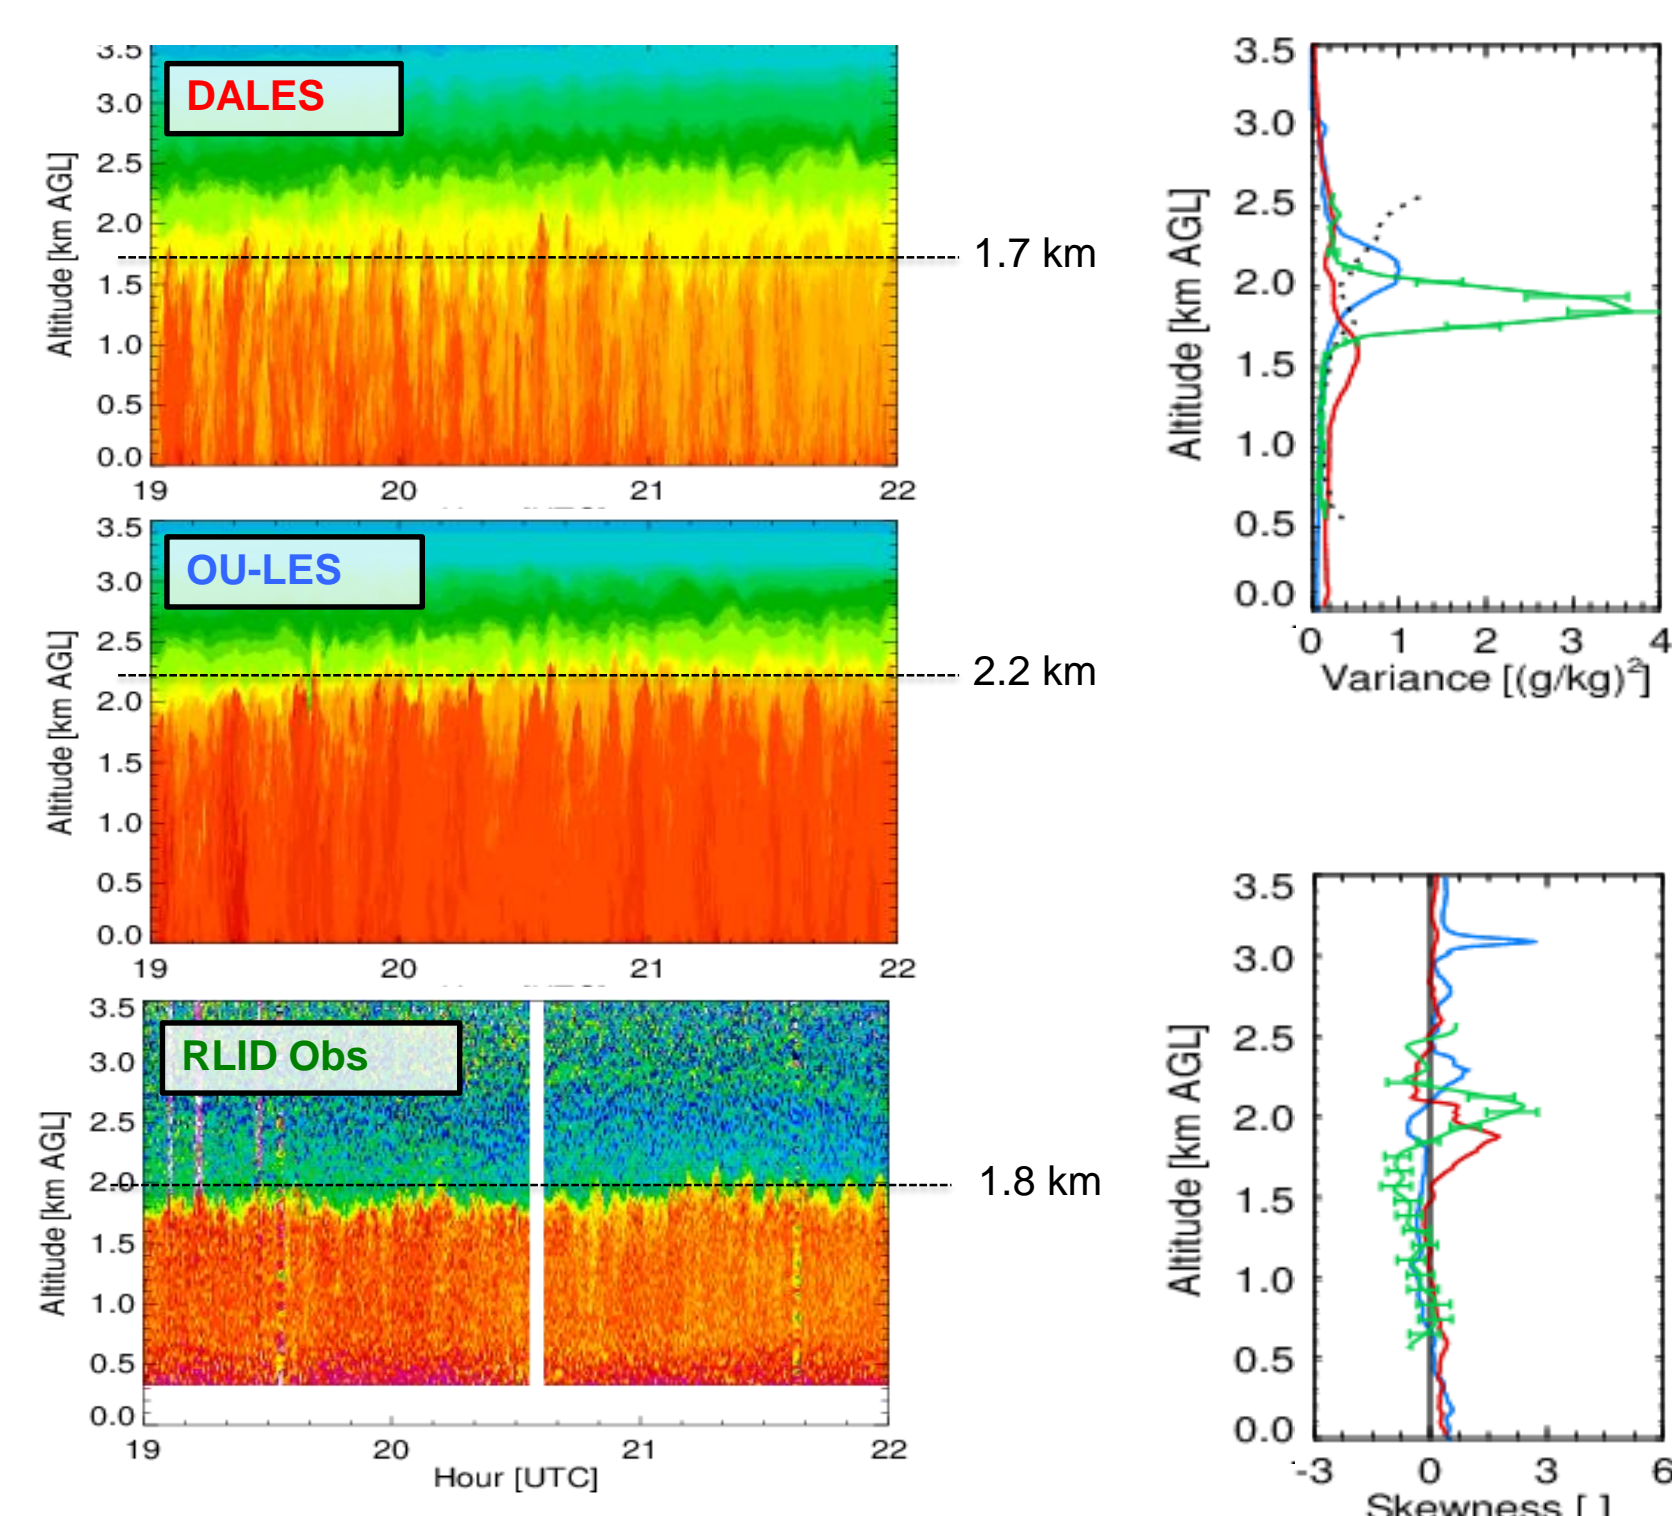 DALES
3.5
3.0
2.5
2.0
1.5
1.0
0.5
0.0
Altitude [km AGL]
19 20 21 22
1.7 km
OU-LES
3.5
3.0
2.5
2.0
1.5
1.0
0.5
0.0
Altitude [km AGL]
19 20 21 22
2.2 km
RLID Obs
3.5
3.0
2.5
2.0
1.5
1.0
0.5
0.0
Altitude [km AGL]
19 20 21 22
Hour [UTC]
1.8 km
3.5
3.0
2.5
2.0
1.5
1.0
0.5
0.0
Altitude [km AGL]
0 1 2 3 4
Variance [(g/kg)²]
3.5
3.0
2.5
2.0
1.5
1.0
0.5
0.0
Altitude [km AGL]
-3 0 3 6
Skewness [ ]